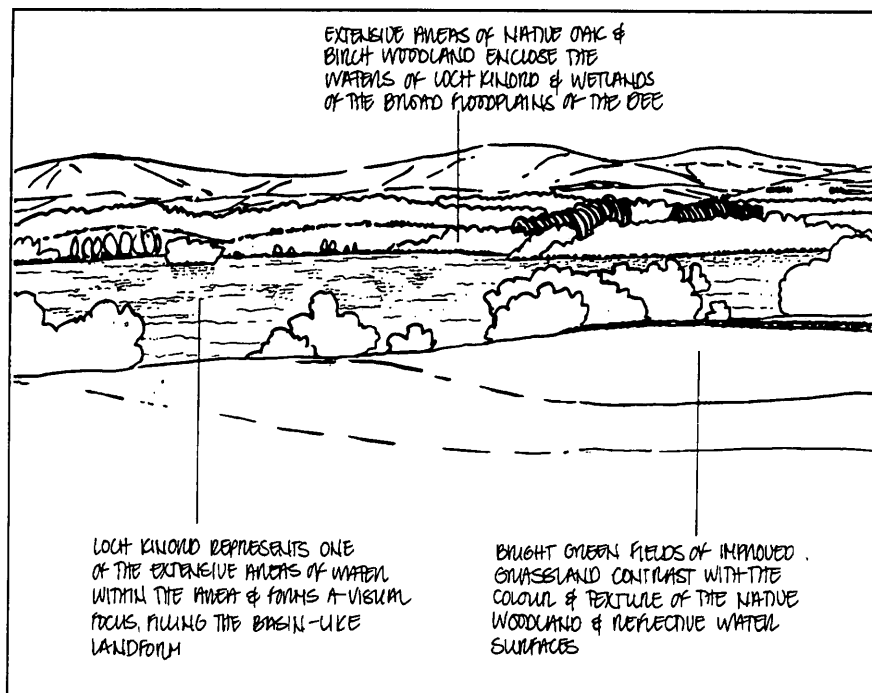 EXTENSIVE AREAS OF NATIVE OAK &
BIRCH WOODLAND ENCLOSE THE
WATERS OF LOCH KINORD & WETLANDS
OF THE BROAD FLOODPLAINS OF THE DEE
LOCH KINORD REPRESENTS ONE
OF THE EXTENSIVE AREAS OF WATER
WITHIN THE AREA & FORMS A VISUAL
FOCUS, FILLING THE BASIN-LIKE
LANDFORM
BRIGHT GREEN FIELDS OF IMPROVED
GRASSLAND CONTRAST WITH THE
COLOUR & TEXTURE OF THE NATIVE
WOODLAND & REFLECTIVE WATER
SURFACES